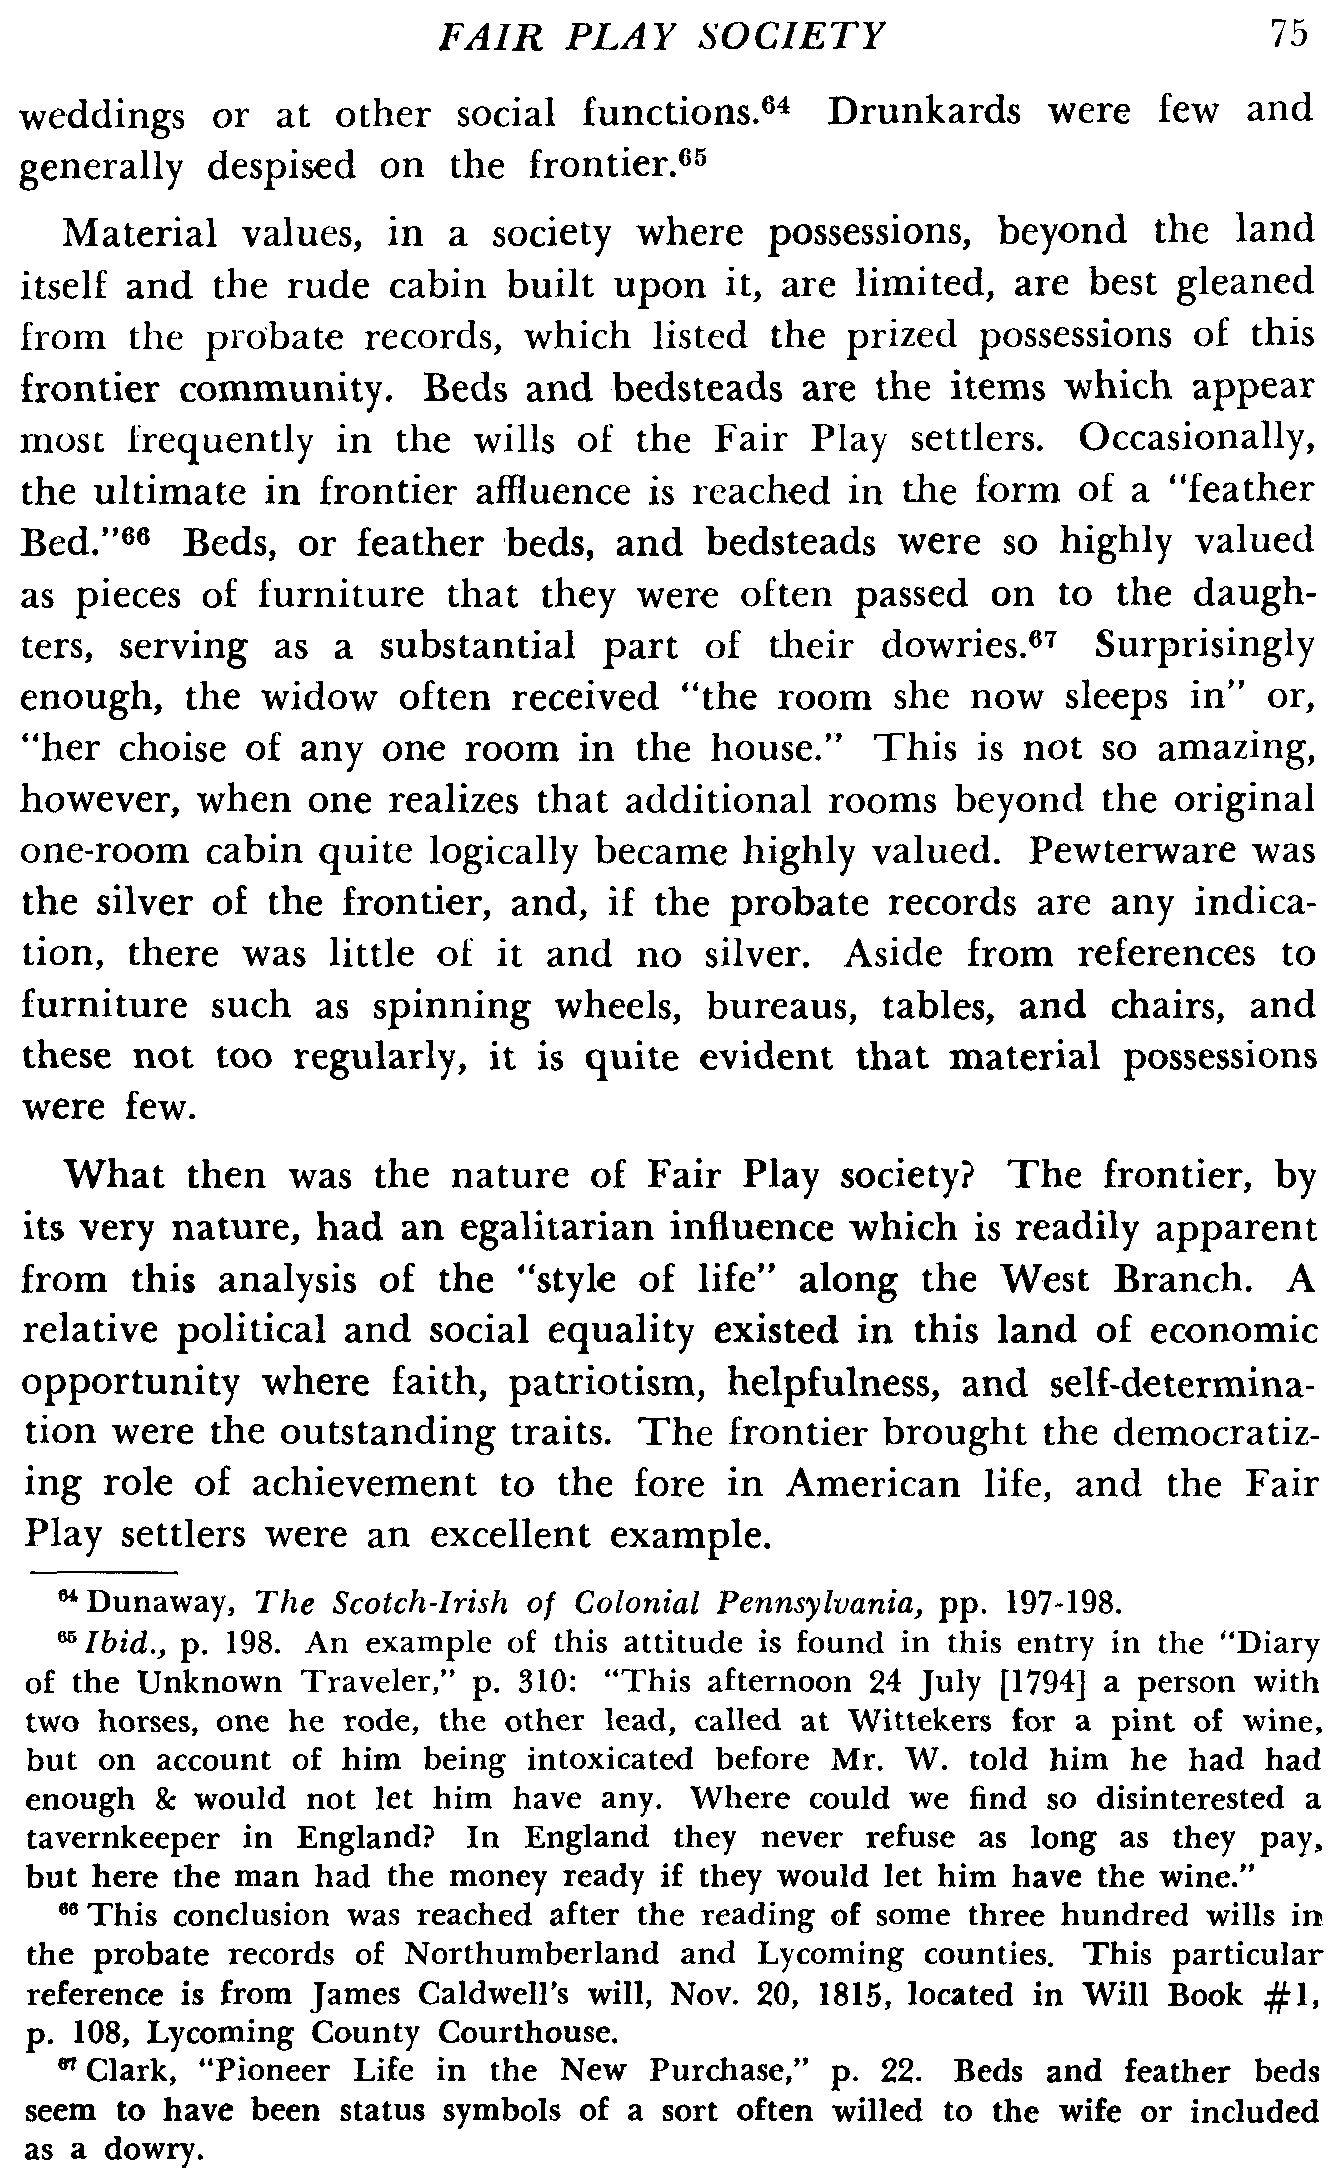 FAIR PLAY SOCIETY 75
weddings or at other social functions.⁶⁴ Drunkards were few and
generally despised on the frontier.⁶⁵
Material values, in a society where possessions, beyond the land
itself and the rude cabin built upon it, are limited, are best gleaned
from the probate records, which listed the prized possessions of this
frontier community. Beds and bedsteads are the items which appear
most frequently in the wills of the Fair Play settlers. Occasionally,
the ultimate in frontier affluence is reached in the form of a "feather
Bed."⁶⁶ Beds, or feather beds, and bedsteads were so highly valued
as pieces of furniture that they were often passed on to the daugh-
ters, serving as a substantial part of their dowries.⁶⁷ Surprisingly
enough, the widow often received "the room she now sleeps in" or,
"her choise of any one room in the house." This is not so amazing,
however, when one realizes that additional rooms beyond the original
one-room cabin quite logically became highly valued. Pewterware was
the silver of the frontier, and, if the probate records are any indica-
tion, there was little of it and no silver. Aside from references to
furniture such as spinning wheels, bureaus, tables, and chairs, and
these not too regularly, it is quite evident that material possessions
were few.
What then was the nature of Fair Play society? The frontier, by
its very nature, had an egalitarian influence which is readily apparent
from this analysis of the "style of life" along the West Branch. A
relative political and social equality existed in this land of economic
opportunity where faith, patriotism, helpfulness, and self-determina-
tion were the outstanding traits. The frontier brought the democratiz-
ing role of achievement to the fore in American life, and the Fair
Play settlers were an excellent example.
⁶⁴ Dunaway, The Scotch-Irish of Colonial Pennsylvania, pp. 197-198.
⁶⁵ Ibid., p. 198. An example of this attitude is found in this entry in the "Diary
of the Unknown Traveler," p. 310: "This afternoon 24 July [1794] a person with
two horses, one he rode, the other lead, called at Wittekers for a pint of wine,
but on account of him being intoxicated before Mr. W. told him he had had
enough & would not let him have any. Where could we find so disinterested a
tavernkeeper in England? In England they never refuse as long as they pay,
but here the man had the money ready if they would let him have the wine."
⁶⁶ This conclusion was reached after the reading of some three hundred wills in
the probate records of Northumberland and Lycoming counties. This particular
reference is from James Caldwell's will, Nov. 20, 1815, located in Will Book #1,
p. 108, Lycoming County Courthouse.
⁶⁷ Clark, "Pioneer Life in the New Purchase," p. 22. Beds and feather beds
seem to have been status symbols of a sort often willed to the wife or included
as a dowry.